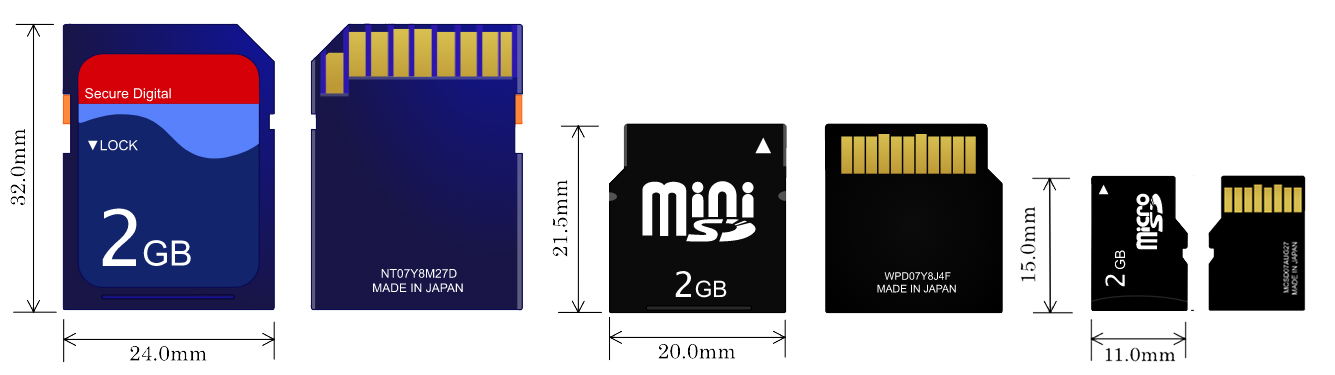 32.0mm
Secure Digital
▼LOCK
2GB
24.0mm
NT07Y8M27D
MADE IN JAPAN
21.5mm
mini
SD
2GB
20.0mm
WPD07Y8J4F
MADE IN JAPAN
15.0mm
micro
SD
2GB
11.0mm
MCSD07AUG27
MADE IN JAPAN